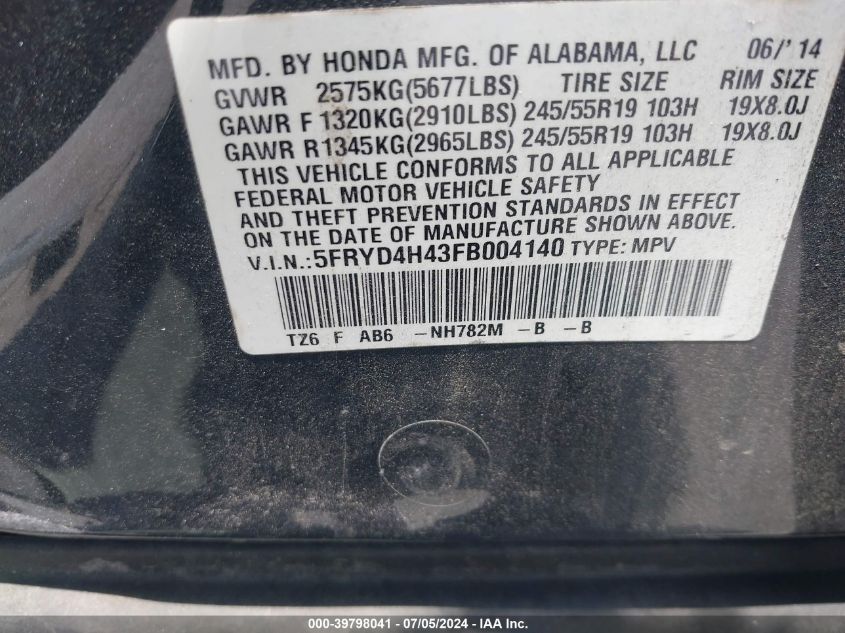 MFD. BY HONDA MFG. OF ALABAMA, LLC 06/'14
GVWR 2575KG(5677LBS) TIRE SIZE RIM SIZE
GAWR F 1320KG(2910LBS) 245/55R19 103H 19X8.0J
GAWR R1345KG(2965LBS) 245/55R19 103H 19X8.0J
THIS VEHICLE CONFORMS TO ALL APPLICABLE
FEDERAL MOTOR VEHICLE SAFETY
AND THEFT PREVENTION STANDARDS IN EFFECT
ON THE DATE OF MANUFACTURE SHOWN ABOVE.
V.I.N.:5FRYD4H43FB004140 TYPE: MPV
TZ6 F AB6 -NH782M -B -B
000-39798041 - 07/05/2024 - IAA Inc.